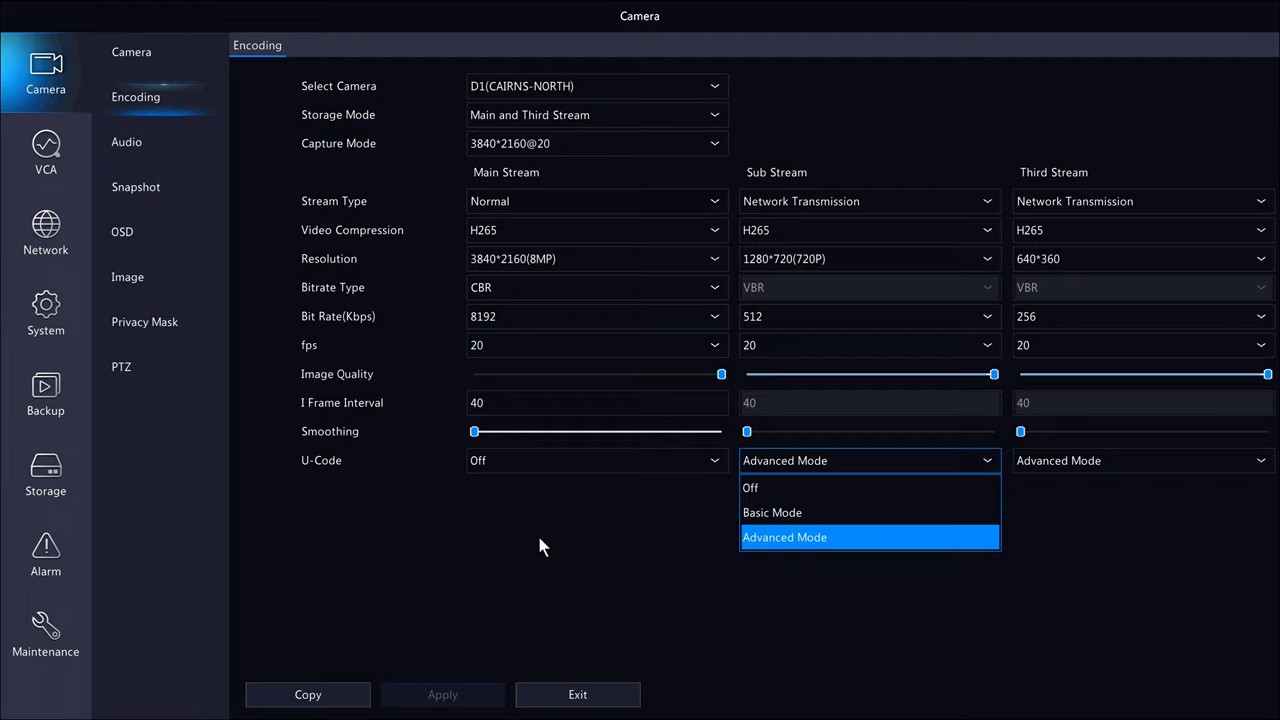 Camera
Camera
VCA
Network
System
Backup
Storage
Alarm
Maintenance
Camera
Encoding
Audio
Snapshot
OSD
Image
Privacy Mask
PTZ
Encoding
Select Camera D1(CAIRNS-NORTH)
Storage Mode Main and Third Stream
Capture Mode 3840*2160@20
Main Stream Sub Stream Third Stream
Stream Type Normal Network Transmission Network Transmission
Video Compression H265 H265 H265
Resolution 3840*2160(8MP) 1280*720(720P) 640*360
Bitrate Type CBR VBR VBR
Bit Rate(Kbps) 8192 512 256
fps 20 20 20
Image Quality
I Frame Interval 40 40 40
Smoothing
U-Code Off Advanced Mode Advanced Mode
Off
Basic Mode
Advanced Mode
Copy Apply Exit